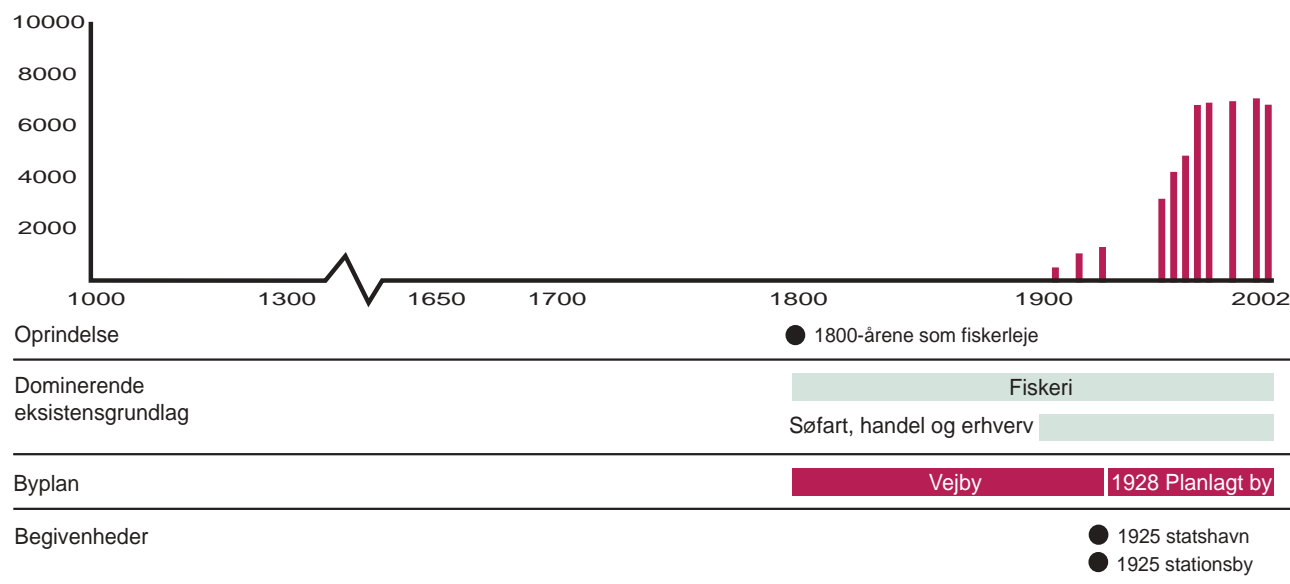 10000
8000
6000
4000
2000
1000 1300 1650 1700 1800 1900 2002
Oprindelse
1800-årene som fiskerleje
Dominerende
eksistensgrundlag
Fiskeri
Søfart, handel og erhverv
Byplan
Vejby
1928 Planlagt by
Begivenheder
1925 statshavn
1925 stationsby